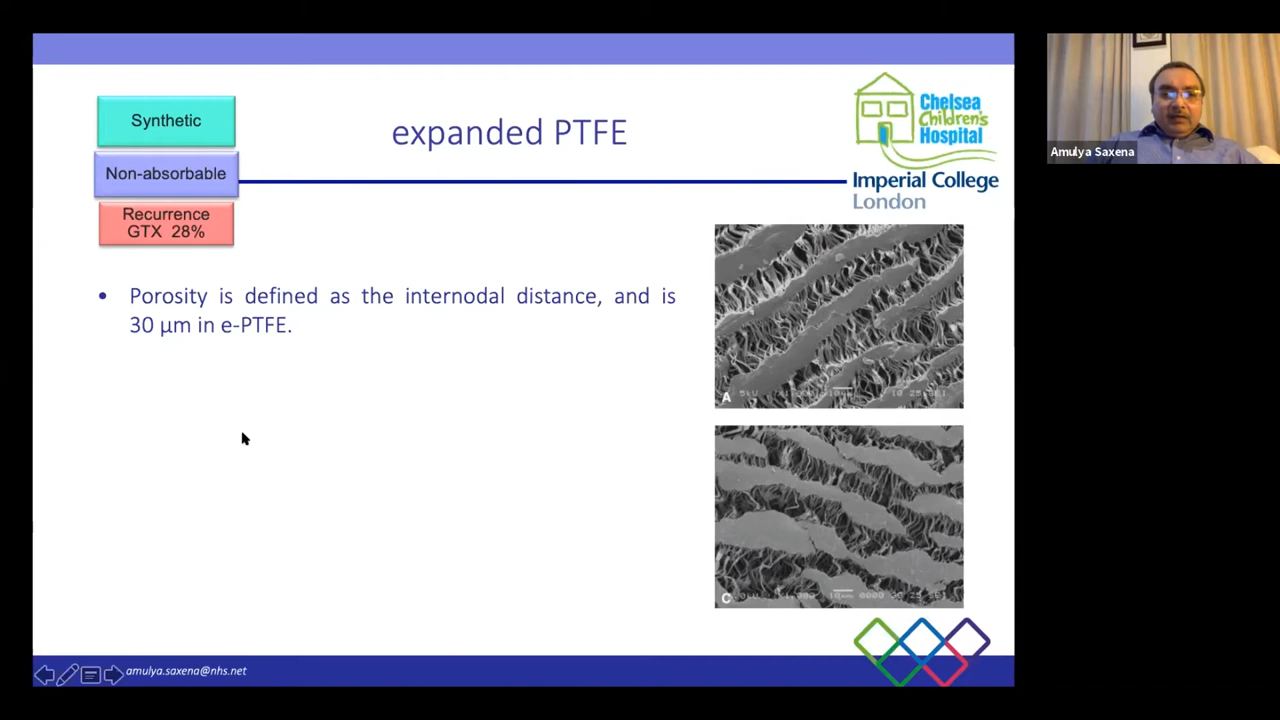 Synthetic
Non-absorbable
Recurrence
GTX 28%
expanded PTFE
Chelsea
Children's
Hospital
Imperial College
London
Amulya Saxena
• Porosity is defined as the internodal distance, and is
30 µm in e-PTFE.
A
C
amulya.saxena@nhs.net